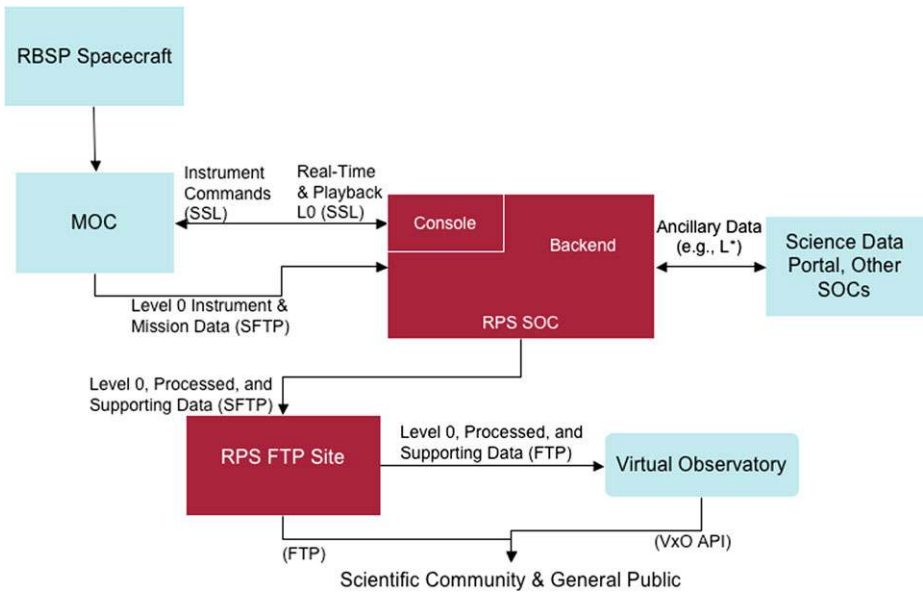 RBSP Spacecraft
MOC
Instrument
Commands
(SSL)
Real-Time
& Playback
L0 (SSL)
Console
Backend
RPS SOC
Ancillary Data
(e.g., L*)
Science Data
Portal, Other
SOCs
Level 0 Instrument &
Mission Data (SFTP)
Level 0, Processed, and
Supporting Data (SFTP)
RPS FTP Site
Level 0, Processed, and
Supporting Data (FTP)
Virtual Observatory
(FTP)
(VxO API)
Scientific Community & General Public